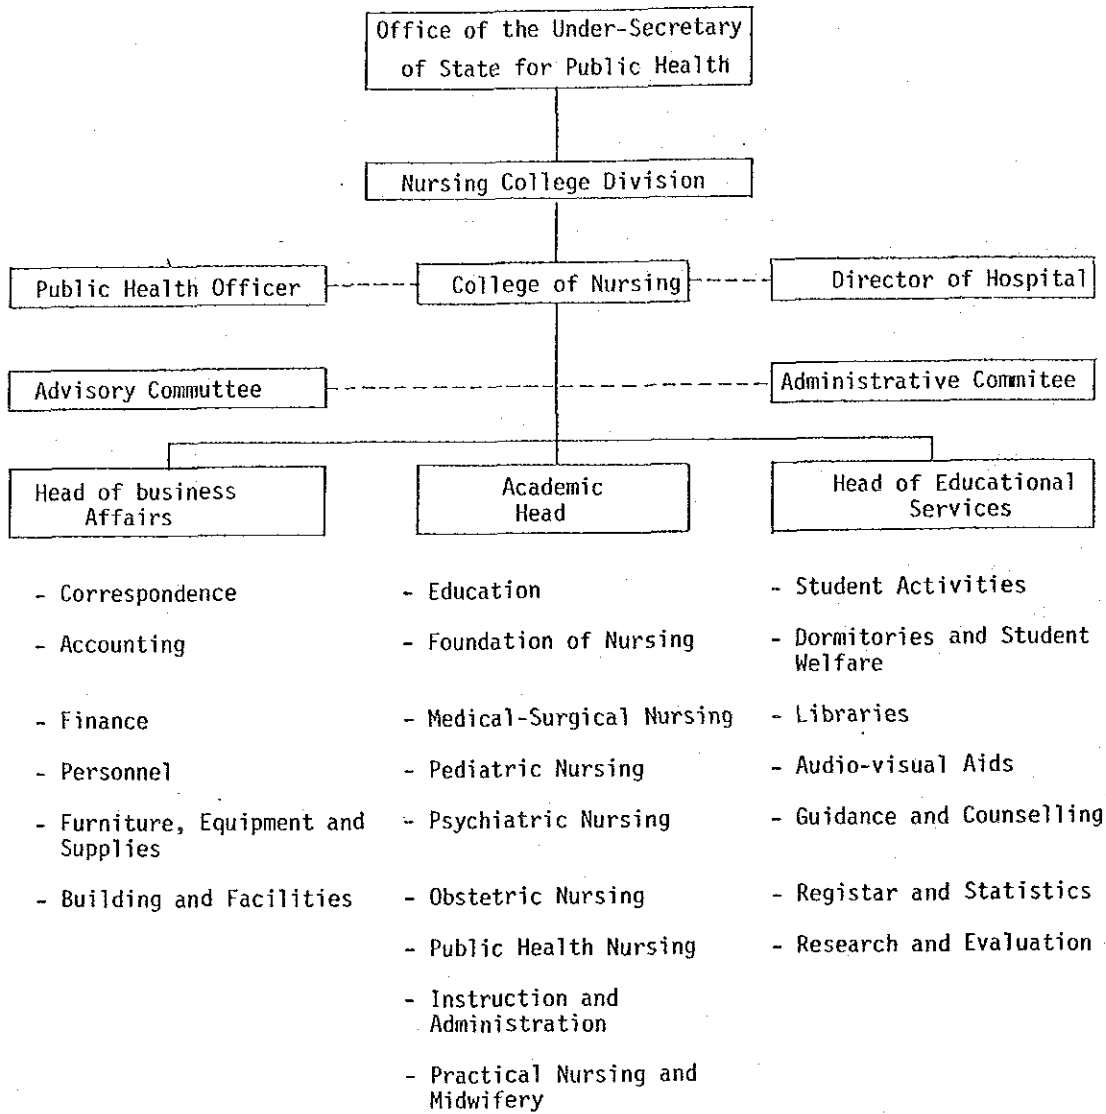 Office of the Under-Secretary
of State for Public Health
Nursing College Division
Public Health Officer
College of Nursing
Director of Hospital
Advisory Commuttee
Administrative Commitee
Head of business
Affairs
Academic
Head
Head of Educational
Services
- Correspondence
- Accounting
- Finance
- Personnel
- Furniture, Equipment and
Supplies
- Building and Facilities
- Education
- Foundation of Nursing
- Medical-Surgical Nursing
- Pediatric Nursing
- Psychiatric Nursing
- Obstetric Nursing
- Public Health Nursing
- Instruction and
Administration
- Practical Nursing and
Midwifery
- Student Activities
- Dormitories and Student
Welfare
- Libraries
- Audio-visual Aids
- Guidance and Counselling
- Registar and Statistics
- Research and Evaluation